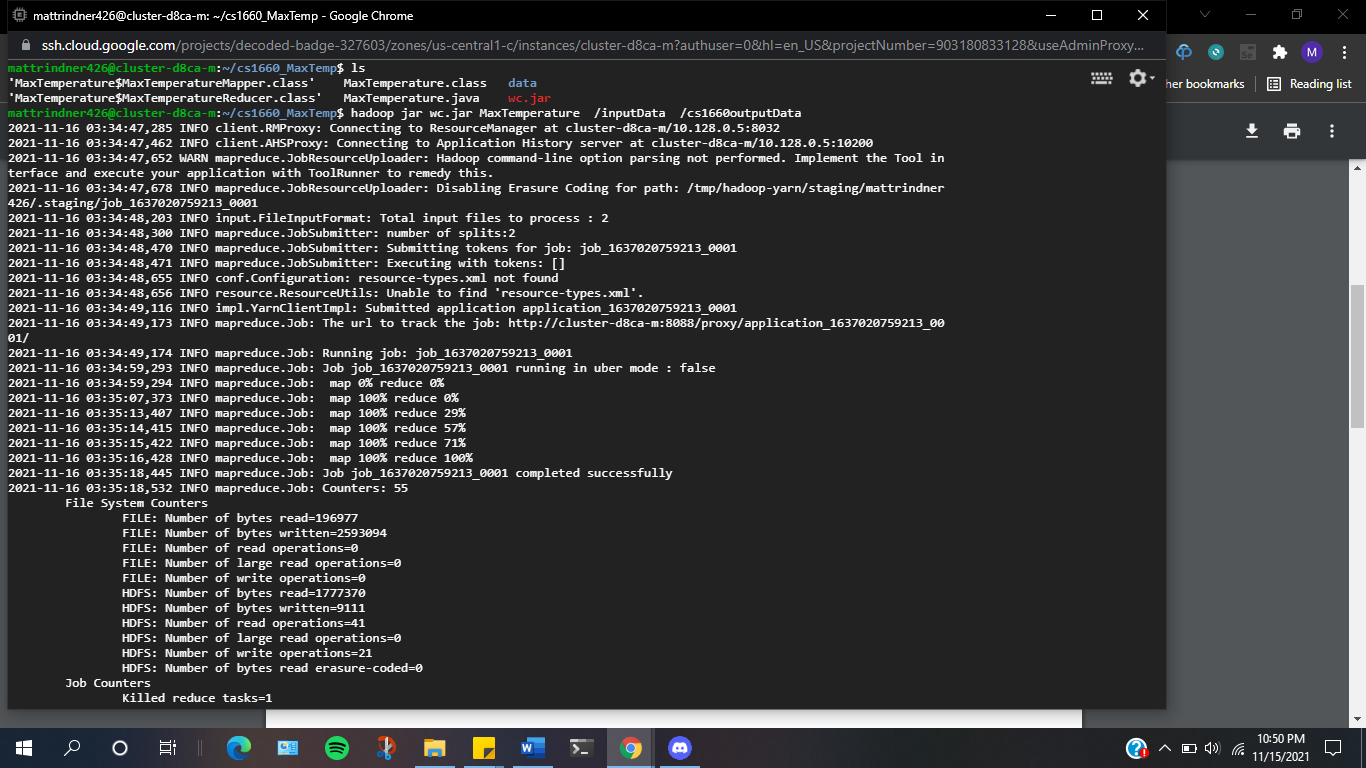 mattrindner426@cluster-d8ca-m: ~/cs1660_MaxTemp - Google Chrome
ssh.cloud.google.com/projects/decoded-badge-327603/zones/us-central1-c/instances/cluster-d8ca-m?authuser=0&hl=en_US&projectNumber=903180833128&useAdminProxy...
M
her bookmarks
Reading list
mattrindner426@cluster-d8ca-m:~/cs1660_MaxTemp$ ls
'MaxTemperature$MaxTemperatureMapper.class'    MaxTemperature.class   data
'MaxTemperature$MaxTemperatureReducer.class'   MaxTemperature.java    wc.jar
mattrindner426@cluster-d8ca-m:~/cs1660_MaxTemp$ hadoop jar wc.jar MaxTemperature  /inputData  /cs1660outputData
2021-11-16 03:34:47,285 INFO client.RMProxy: Connecting to ResourceManager at cluster-d8ca-m/10.128.0.5:8032
2021-11-16 03:34:47,462 INFO client.AHSProxy: Connecting to Application History server at cluster-d8ca-m/10.128.0.5:10200
2021-11-16 03:34:47,652 WARN mapreduce.JobResourceUploader: Hadoop command-line option parsing not performed. Implement the Tool in
terface and execute your application with ToolRunner to remedy this.
2021-11-16 03:34:47,678 INFO mapreduce.JobResourceUploader: Disabling Erasure Coding for path: /tmp/hadoop-yarn/staging/mattrindner
426/.staging/job_1637020759213_0001
2021-11-16 03:34:48,203 INFO input.FileInputFormat: Total input files to process : 2
2021-11-16 03:34:48,300 INFO mapreduce.JobSubmitter: number of splits:2
2021-11-16 03:34:48,470 INFO mapreduce.JobSubmitter: Submitting tokens for job: job_1637020759213_0001
2021-11-16 03:34:48,471 INFO mapreduce.JobSubmitter: Executing with tokens: []
2021-11-16 03:34:48,655 INFO conf.Configuration: resource-types.xml not found
2021-11-16 03:34:48,656 INFO resource.ResourceUtils: Unable to find 'resource-types.xml'.
2021-11-16 03:34:49,116 INFO impl.YarnClientImpl: Submitted application application_1637020759213_0001
2021-11-16 03:34:49,173 INFO mapreduce.Job: The url to track the job: http://cluster-d8ca-m:8088/proxy/application_1637020759213_00
01/
2021-11-16 03:34:49,174 INFO mapreduce.Job: Running job: job_1637020759213_0001
2021-11-16 03:34:59,293 INFO mapreduce.Job: Job job_1637020759213_0001 running in uber mode : false
2021-11-16 03:34:59,294 INFO mapreduce.Job:  map 0% reduce 0%
2021-11-16 03:35:07,373 INFO mapreduce.Job:  map 100% reduce 0%
2021-11-16 03:35:13,407 INFO mapreduce.Job:  map 100% reduce 29%
2021-11-16 03:35:14,415 INFO mapreduce.Job:  map 100% reduce 57%
2021-11-16 03:35:15,422 INFO mapreduce.Job:  map 100% reduce 71%
2021-11-16 03:35:16,428 INFO mapreduce.Job:  map 100% reduce 100%
2021-11-16 03:35:18,445 INFO mapreduce.Job: Job job_1637020759213_0001 completed successfully
2021-11-16 03:35:18,532 INFO mapreduce.Job: Counters: 55
File System Counters
FILE: Number of bytes read=196977
FILE: Number of bytes written=2593094
FILE: Number of read operations=0
FILE: Number of large read operations=0
FILE: Number of write operations=0
HDFS: Number of bytes read=1777370
HDFS: Number of bytes written=9111
HDFS: Number of read operations=41
HDFS: Number of large read operations=0
HDFS: Number of write operations=21
HDFS: Number of bytes read erasure-coded=0
Job Counters
Killed reduce tasks=1
10:50 PM
11/15/2021